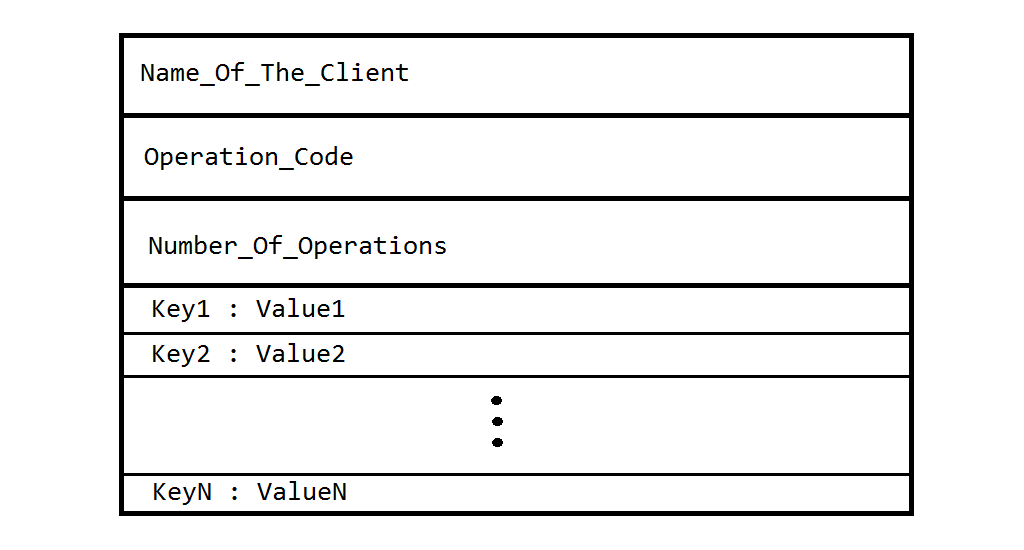 Name_Of_The_Client
Operation_Code
Number_Of_Operations
Key1 : Value1
Key2 : Value2
KeyN : ValueN